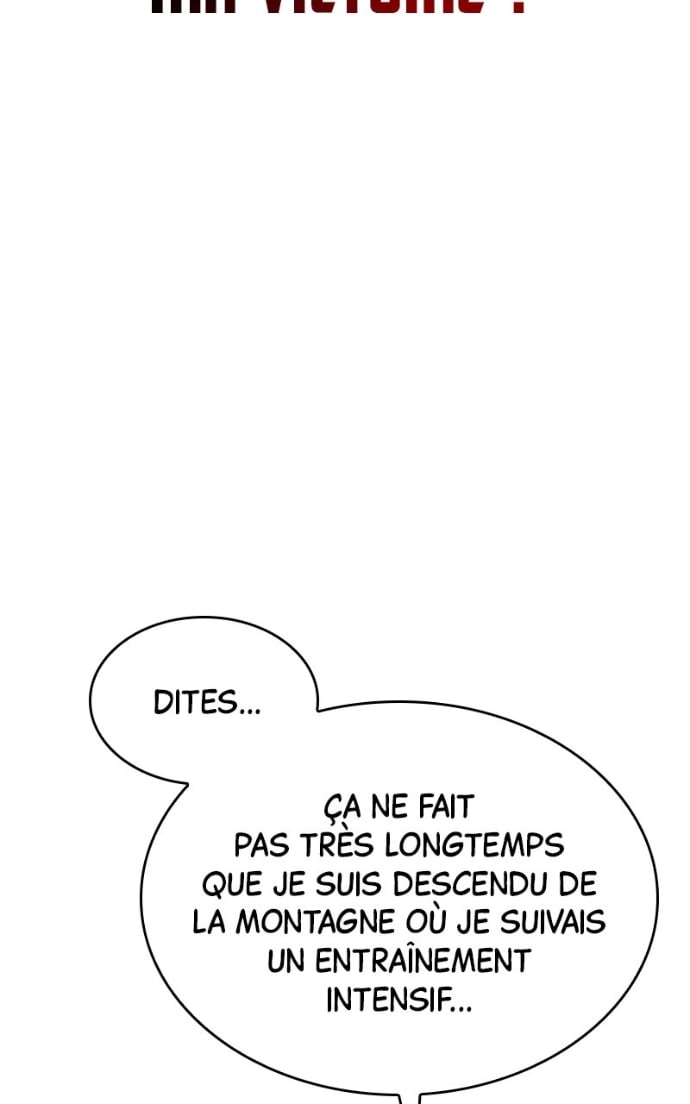 VICTOIRE !
DITES...
ÇA NE FAIT
PAS TRÈS LONGTEMPS
QUE JE SUIS DESCENDU DE
LA MONTAGNE OÙ JE SUIVAIS
UN ENTRAÎNEMENT
INTENSIF...